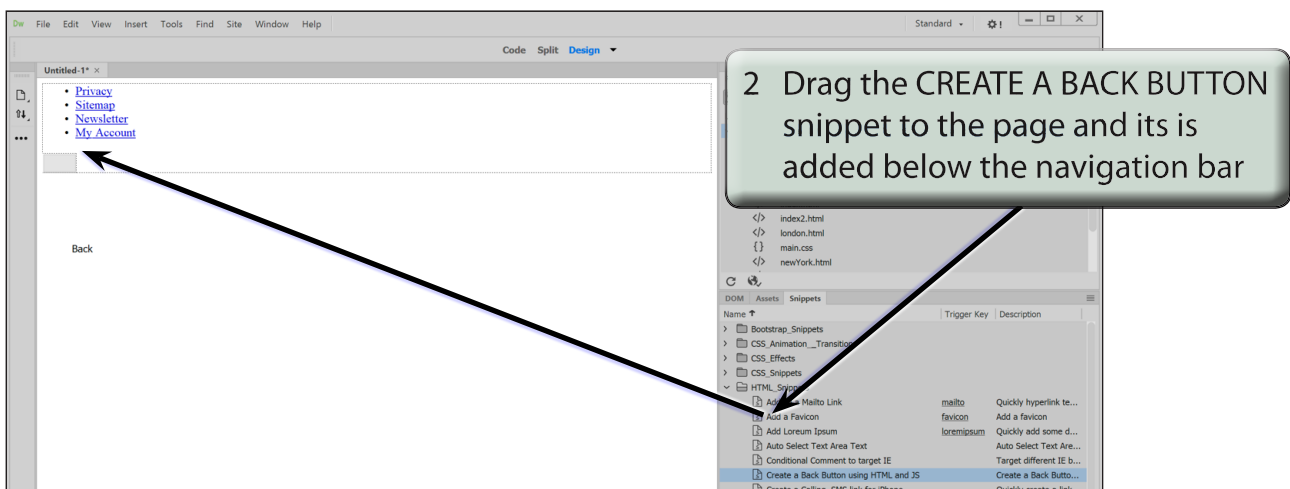 Dw File Edit View Insert Tools Find Site Window Help Standard
Code Split Design
Untitled-1* ×
• Privacy
• Sitemap
• Newsletter
• My Account
Back
2 Drag the CREATE A BACK BUTTON
snippet to the page and its is
added below the navigation bar
</> index2.html
</> london.html
{ } main.css
</> newYork.html
DOM Assets Snippets
Name Trigger Key Description
Bootstrap_Snippets
CSS_Animation__Transition
CSS_Effects
CSS_Snippets
HTML_Snippets
a Mailto Link mailto Quickly hyperlink te...
Add a Favicon favicon Add a favicon
Add Loreum Ipsum loremipsum Quickly add some d...
Auto Select Text Area Text Auto Select Text Are...
Conditional Comment to target IE Target different IE b...
Create a Back Button using HTML and JS Create a Back Butto...